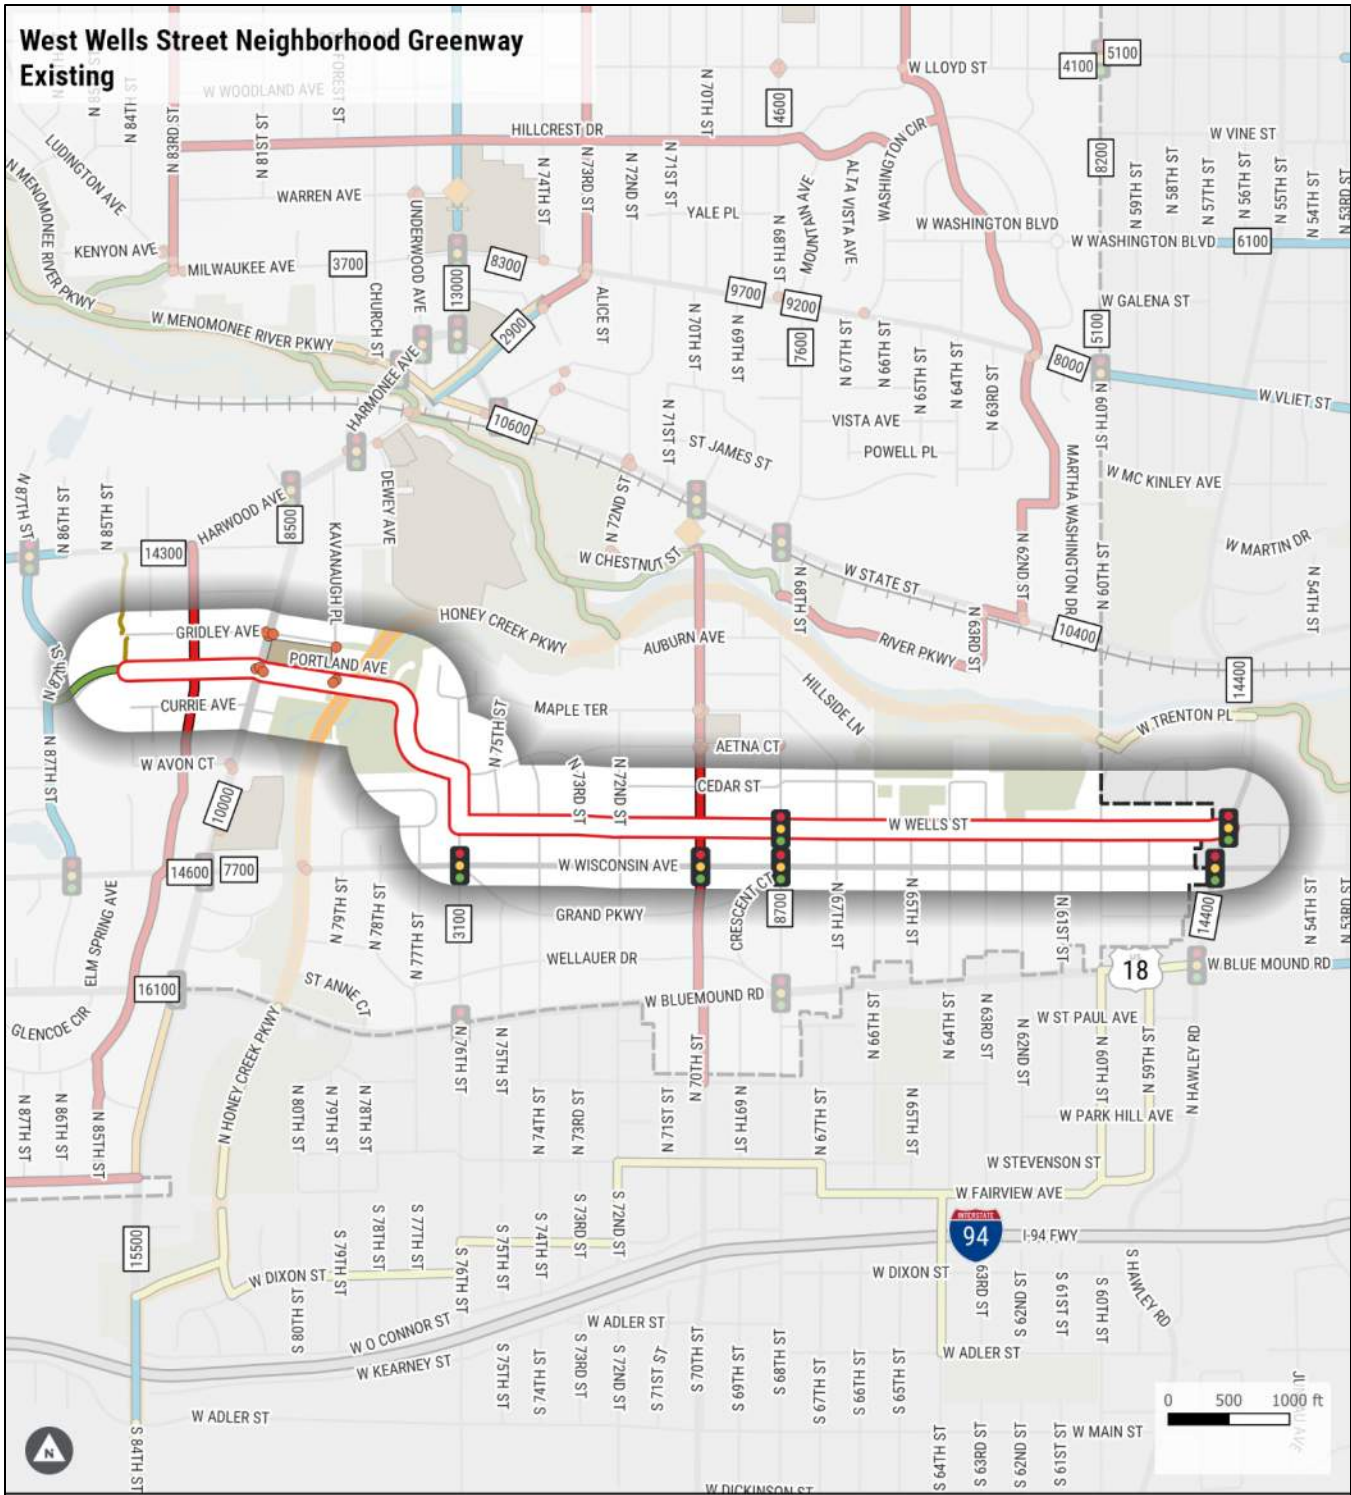 West Wells Street Neighborhood Greenway
Existing
W WOODLAND AVE
N 84TH ST
N 83RD ST
N 81ST ST
FOREST ST
HILLCREST DR
N 70TH ST
4600
W LLOYD ST
4100
5100
W VINE ST
LUDINGTON AVE
N MENOMONEE RIVER PKWY
WARREN AVE
UNDERWOOD AVE
N 74TH ST
N 73RD ST
N 72ND ST
N 71ST ST
YALE PL
N 68TH ST
MOUNTAIN AVE
ALTA VISTA AVE
WASHINGTON CIR
8200
N 59TH ST
N 58TH ST
N 57TH ST
N 56TH ST
N 55TH ST
N 54TH ST
N 53RD ST
W WASHINGTON BLVD
W WASHINGTON BLVD
6100
KENYON AVE
MILWAUKEE AVE
3700
13000
8300
9700
9200
W GALENA ST
CHURCH ST
ALICE ST
2900
W MENOMONEE RIVER PKWY
HARMONEE AVE
N 70TH ST
N 69TH ST
7600
N 67TH ST
N 66TH ST
N 65TH ST
N 64TH ST
N 63RD ST
5100
8000
N 60TH ST
W VLIET ST
10600
N 71ST ST
ST JAMES ST
VISTA AVE
POWELL PL
MARTHA WASHINGTON DR
W MC KINLEY AVE
N 87TH ST
N 86TH ST
N 85TH ST
HARWOOD AVE
8500
DEWEY AVE
KAVANAUGH PL
N 72ND ST
14300
W CHESTNUT ST
W STATE ST
N 62ND ST
N 60TH ST
W MARTIN DR
N 54TH ST
GRIDLEY AVE
HONEY CREEK PKWY
AUBURN AVE
N 68TH ST
RIVER PKWY
N 63RD ST
10400
14400
N 87TH ST
PORTLAND AVE
CURRIE AVE
MAPLE TER
HILLSIDE LN
W TRENTON PL
N 87TH ST
W AVON CT
N 75TH ST
N 73RD ST
N 72ND ST
AETNA CT
CEDAR ST
10000
W WELLS ST
14600
7700
W WISCONSIN AVE
ELM SPRING AVE
N 79TH ST
N 78TH ST
N 77TH ST
3100
GRAND PKWY
CRESCENT CT
8700
N 67TH ST
N 65TH ST
N 61ST ST
14400
N 54TH ST
N 53RD ST
WELLAUER DR
18
W BLUE MOUND RD
16100
ST ANNE CT
W BLUEMOUND RD
GLENCOE CIR
N HONEY CREEK PKWY
N 76TH ST
N 75TH ST
N 70TH ST
N 66TH ST
N 64TH ST
N 63RD ST
N 62ND ST
W ST PAUL AVE
N 60TH ST
N 59TH ST
N HAWLEY RD
N 87TH ST
N 86TH ST
N 85TH ST
N 80TH ST
N 79TH ST
N 78TH ST
N 74TH ST
N 73RD ST
N 71ST ST
N 69TH ST
N 67TH ST
N 65TH ST
W PARK HILL AVE
W STEVENSON ST
W FAIRVIEW AVE
15500
S 79TH ST
S 78TH ST
S 77TH ST
S 76TH ST
S 75TH ST
S 74TH ST
S 73RD ST
S 72ND ST
INTERSTATE
94
I-94 FWY
W DIXON ST
W DIXON ST
S 80TH ST
63RD ST
S 62ND ST
S 61ST ST
S 60TH ST
S HAWLEY RD
W O CONNOR ST
W KEARNEY ST
W ADLER ST
S 75TH ST
S 74TH ST
S 73RD ST
S 72ND ST
S 71ST ST
S 70TH ST
S 69TH ST
S 68TH ST
S 67TH ST
S 66TH ST
S 65TH ST
W ADLER ST
W ADLER ST
S 84TH ST
S 64TH ST
S 63RD ST
S 62ND ST
S 61ST ST
W MAIN ST
0 500 1000 ft
N
W DICKINSON ST